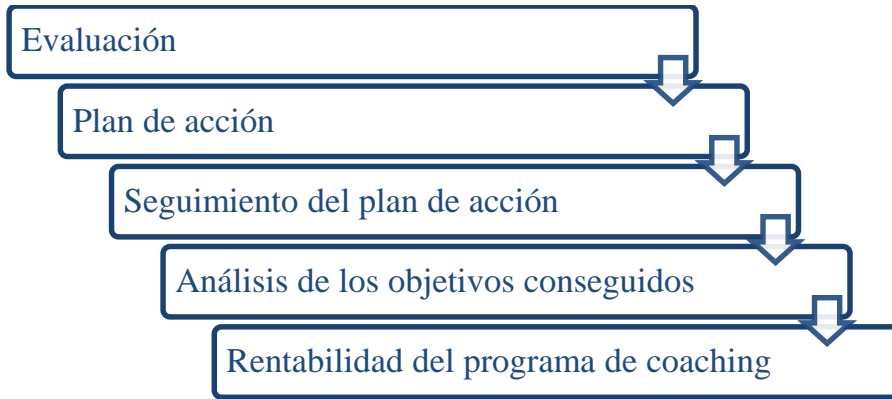 Evaluación
Plan de acción
Seguimiento del plan de acción
Análisis de los objetivos conseguidos
Rentabilidad del programa de coaching